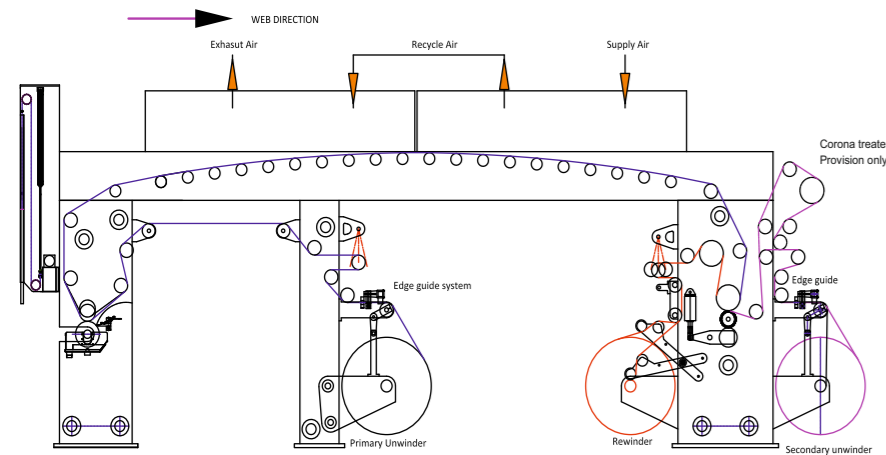 WEB DIRECTION
Exhasut Air
Recycle Air
Supply Air
Corona treate
Provision only
Edge guide system
Edge guide
Primary Unwinder
Rewinder
Secondary unwinder